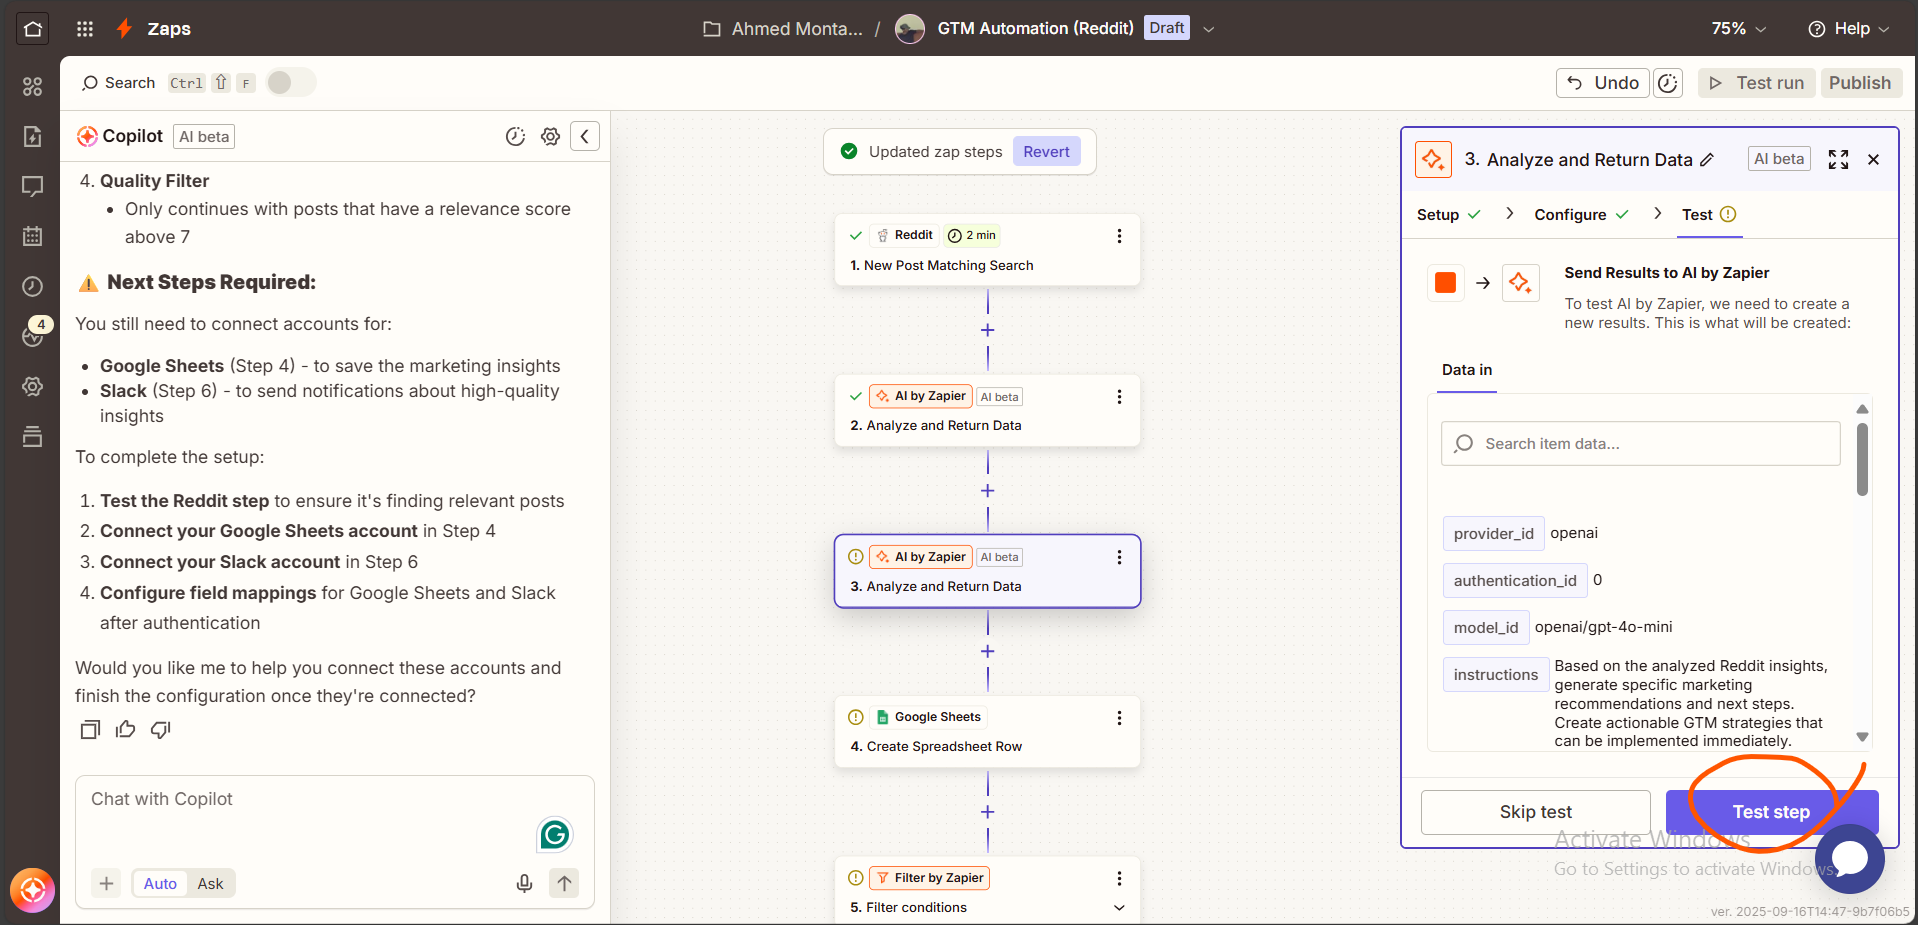 Zaps
Ahmed Monta... / GTM Automation (Reddit) Draft
75%
Help
Search Ctrl F
Undo
Test run
Publish
4
Copilot AI beta
4. Quality Filter
• Only continues with posts that have a relevance score
above 7
⚠️ Next Steps Required:
You still need to connect accounts for:
• Google Sheets (Step 4) - to save the marketing insights
• Slack (Step 6) - to send notifications about high-quality
insights
To complete the setup:
1. Test the Reddit step to ensure it's finding relevant posts
2. Connect your Google Sheets account in Step 4
3. Connect your Slack account in Step 6
4. Configure field mappings for Google Sheets and Slack
after authentication
Would you like me to help you connect these accounts and
finish the configuration once they're connected?
Chat with Copilot
Auto Ask
Updated zap steps Revert
Reddit 2 min
1. New Post Matching Search
AI by Zapier AI beta
2. Analyze and Return Data
AI by Zapier AI beta
3. Analyze and Return Data
Google Sheets
4. Create Spreadsheet Row
Filter by Zapier
5. Filter conditions
3. Analyze and Return Data AI beta
Setup Configure Test
Send Results to AI by Zapier
To test AI by Zapier, we need to create a
new results. This is what will be created:
Data in
Search item data...
provider_id openai
authentication_id 0
model_id openai/gpt-4o-mini
instructions Based on the analyzed Reddit insights,
generate specific marketing
recommendations and next steps.
Create actionable GTM strategies that
can be implemented immediately.
Skip test
Test step
Activate Windows
Go to Settings to activate Windows.
ver. 2025-09-16T14:47-9b7f06b5